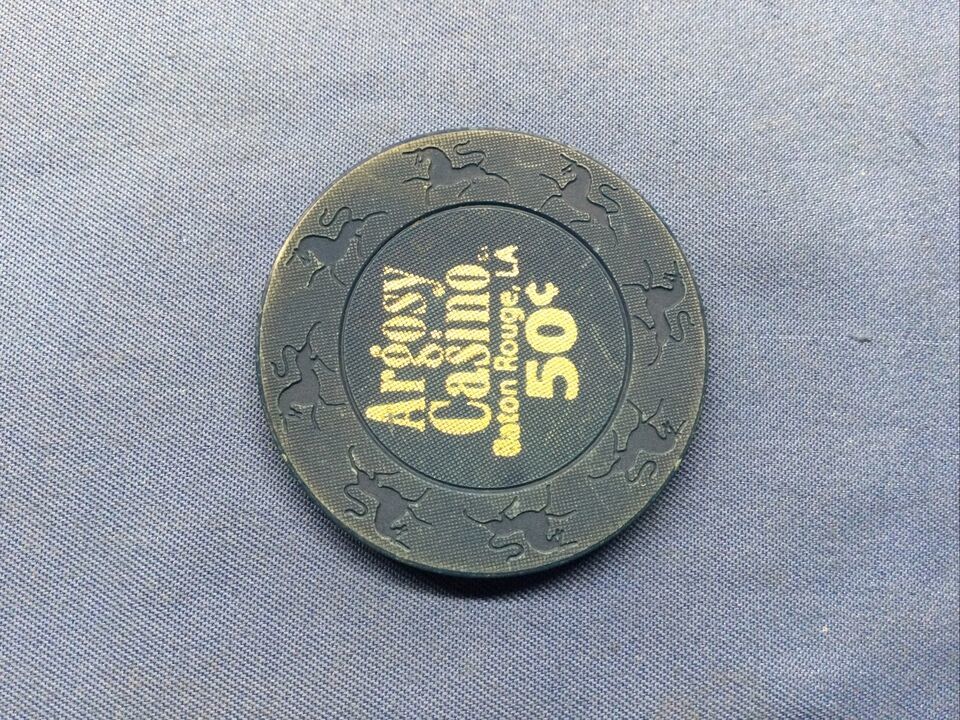 Argosy
Casino
Baton Rouge, LA
50¢